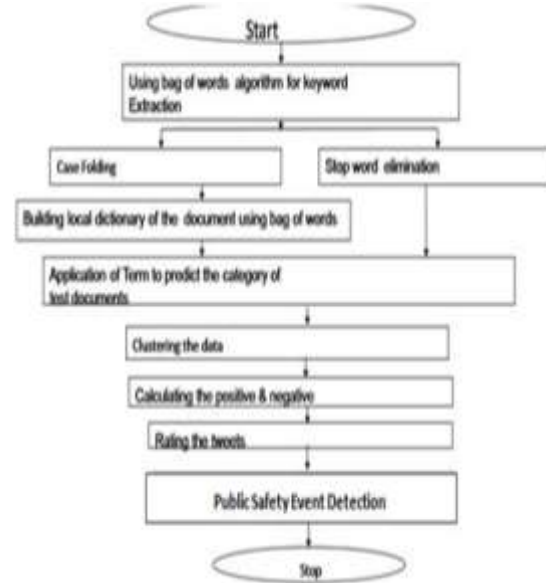 Start
Using bag of words algorithm for keyword
Extraction
Case Folding
Stop word elimination
Building local dictionary of the document using bag of words
Application of Term to predict the category of
test documents
Clustering the data
Calculating the positive & negative
Rating the tweets
Public Safety Event Detection
Stop